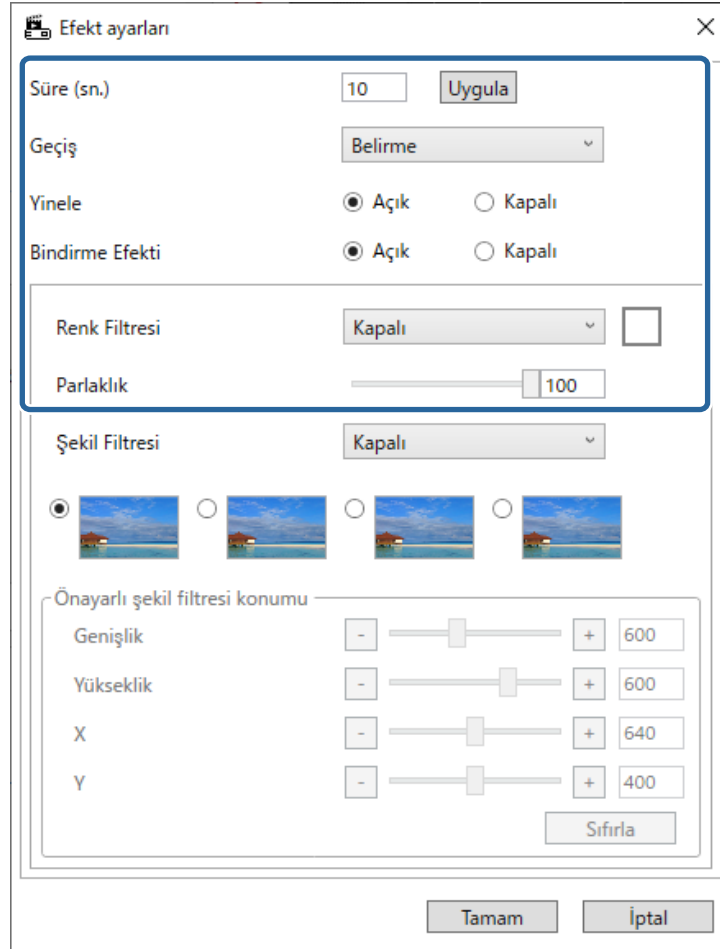 Efekt ayarları
Süre (sn.) 10 Uygula
Geçiş Belirme
Yinele Açık Kapalı
Bindirme Efekti Açık Kapalı
Renk Filtresi Kapalı
Parlaklık 100
Şekil Filtresi Kapalı
Önayarlı şekil filtresi konumu
Genişlik - + 600
Yükseklik - + 600
X - + 640
Y - + 400
Sıfırla
Tamam İptal